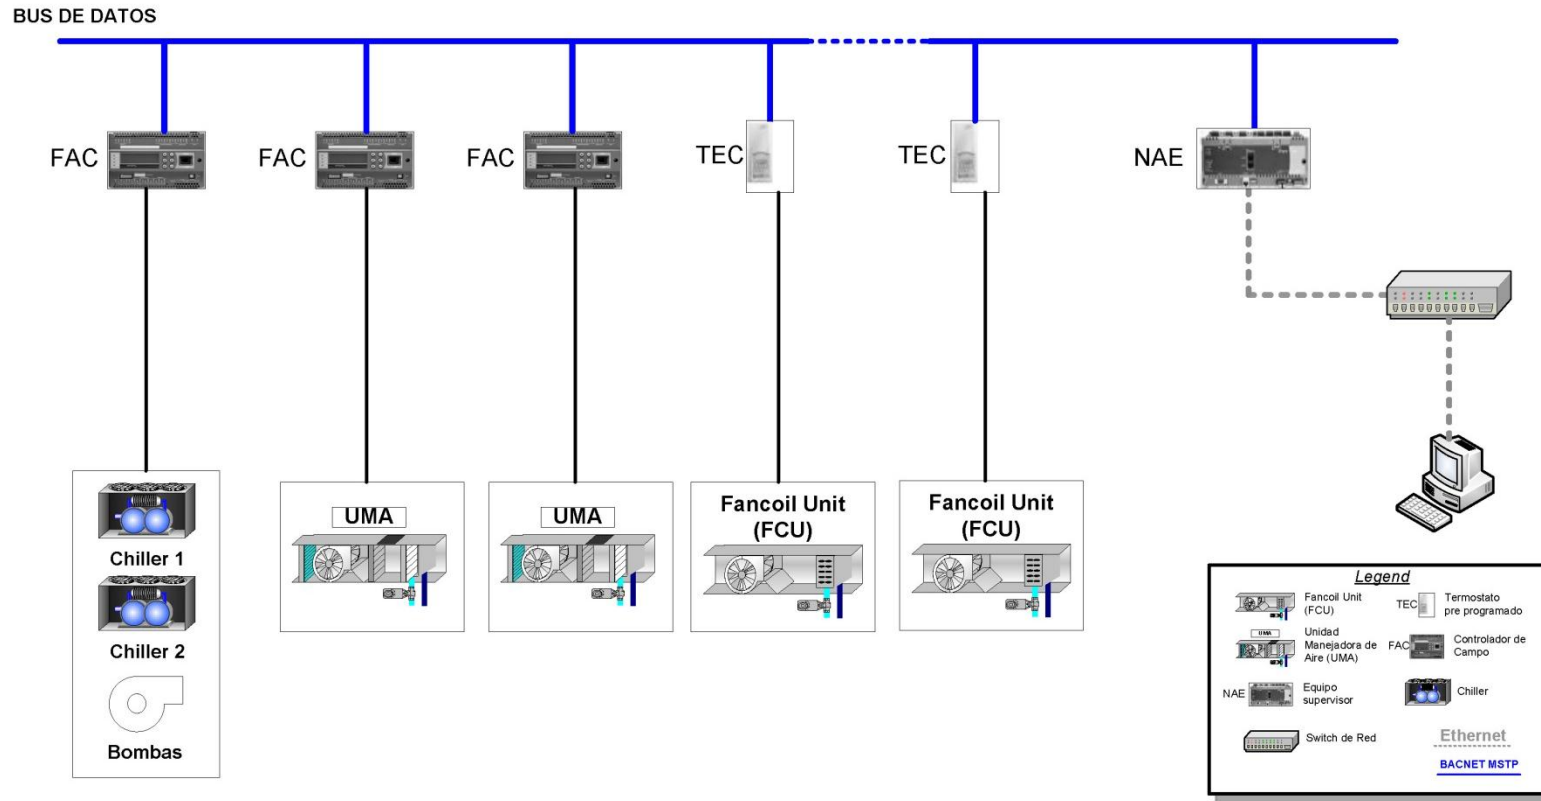 BUS DE DATOS
FAC
FAC
FAC
TEC
TEC
NAE
Chiller 1
Chiller 2
Bombas
UMA
UMA
Fancoil Unit
(FCU)
Fancoil Unit
(FCU)
Legend
Fancoil Unit
(FCU)
TEC
Termostato
pre programado
UMA
Unidad
Manejadora de
Aire (UMA)
FAC
Controlador de
Campo
NAE
Equipo
supervisor
Chiller
Switch de Red
Ethernet
BACNET MSTP